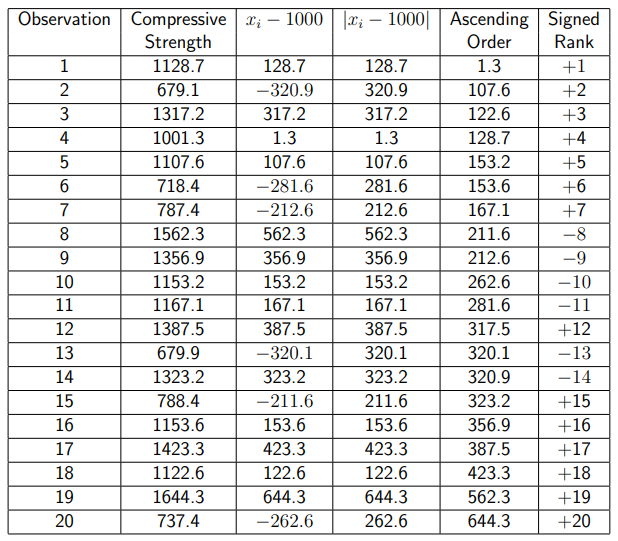 Observation Compressive Strength xᵢ − 1000 |xᵢ − 1000| Ascending Order Signed Rank
1 1128.7 128.7 128.7 1.3 +1
2 679.1 −320.9 320.9 107.6 +2
3 1317.2 317.2 317.2 122.6 +3
4 1001.3 1.3 1.3 128.7 +4
5 1107.6 107.6 107.6 153.2 +5
6 718.4 −281.6 281.6 153.6 +6
7 787.4 −212.6 212.6 167.1 +7
8 1562.3 562.3 562.3 211.6 −8
9 1356.9 356.9 356.9 212.6 −9
10 1153.2 153.2 153.2 262.6 −10
11 1167.1 167.1 167.1 281.6 −11
12 1387.5 387.5 387.5 317.5 +12
13 679.9 −320.1 320.1 320.1 −13
14 1323.2 323.2 323.2 320.9 −14
15 788.4 −211.6 211.6 323.2 +15
16 1153.6 153.6 153.6 356.9 +16
17 1423.3 423.3 423.3 387.5 +17
18 1122.6 122.6 122.6 423.3 +18
19 1644.3 644.3 644.3 562.3 +19
20 737.4 −262.6 262.6 644.3 +20